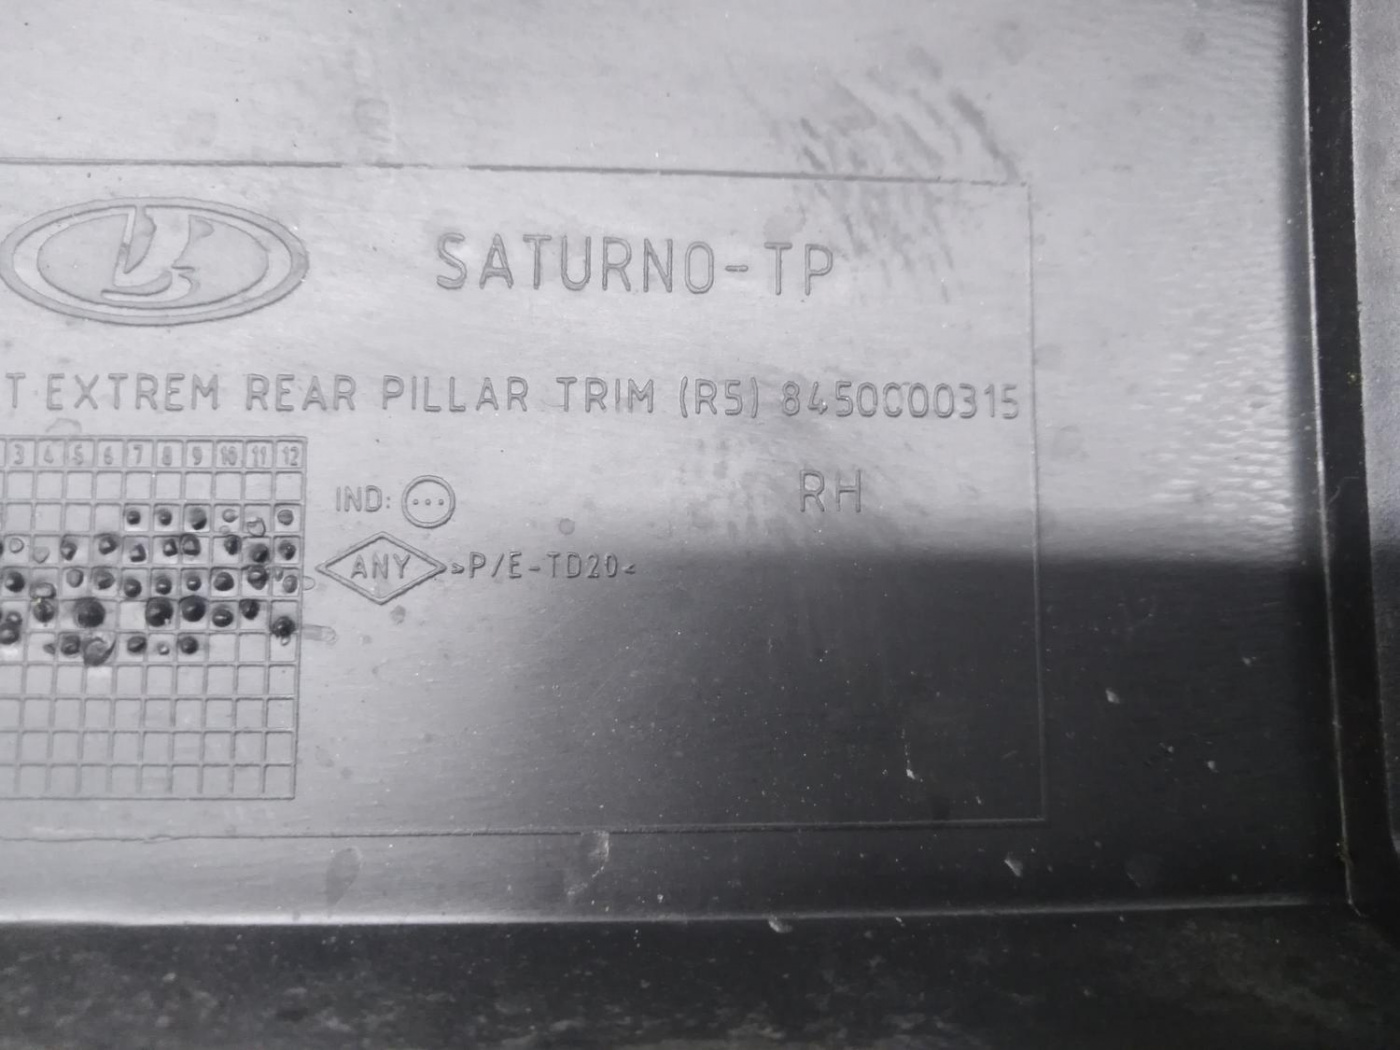 SATURNO-TP
T EXTREM REAR PILLAR TRIM (R5) 8450000315
3 4 5 6 7 8 9 10 11 12
IND:
RH
ANY >P/E-TD20<